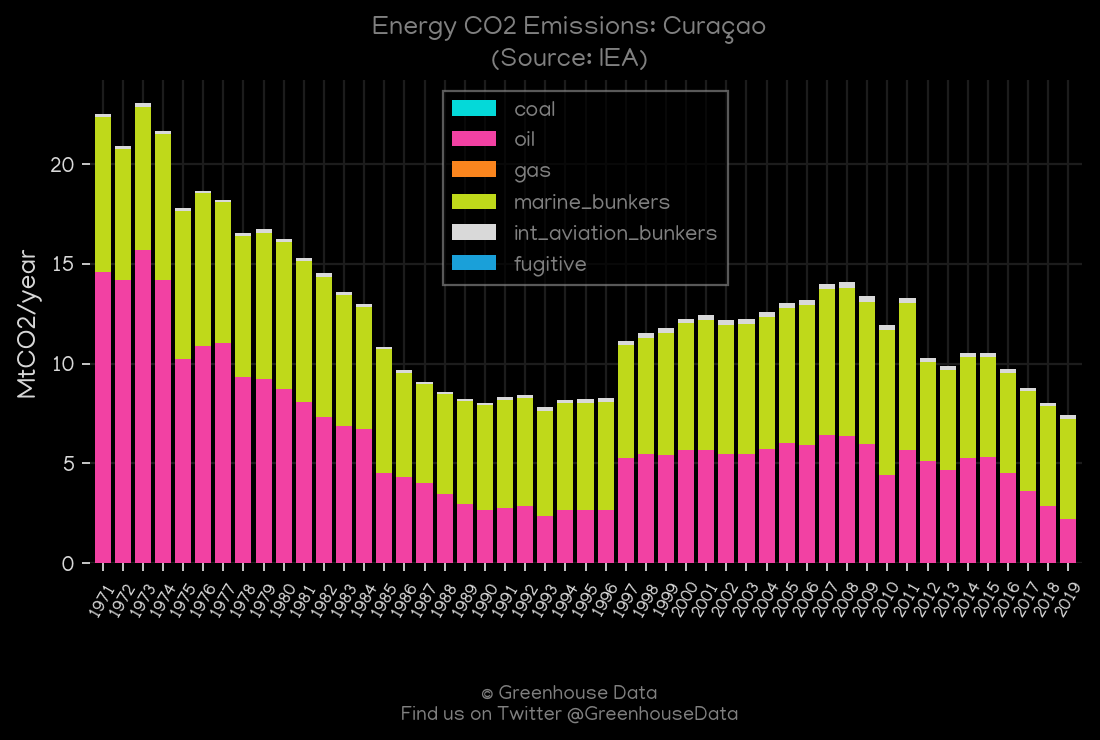 Energy CO2 Emissions: Curaçao
(Source: IEA)
coal
oil
gas
marine_bunkers
int_aviation_bunkers
fugitive
MtCO2/year
20
15
10
5
0
1971 1972 1973 1974 1975 1976 1977 1978 1979 1980 1981 1982 1983 1984 1985 1986 1987 1988 1989 1990 1991 1992 1993 1994 1995 1996 1997 1998 1999 2000 2001 2002 2003 2004 2005 2006 2007 2008 2009 2010 2011 2012 2013 2014 2015 2016 2017 2018 2019
© Greenhouse Data
Find us on Twitter @GreenhouseData